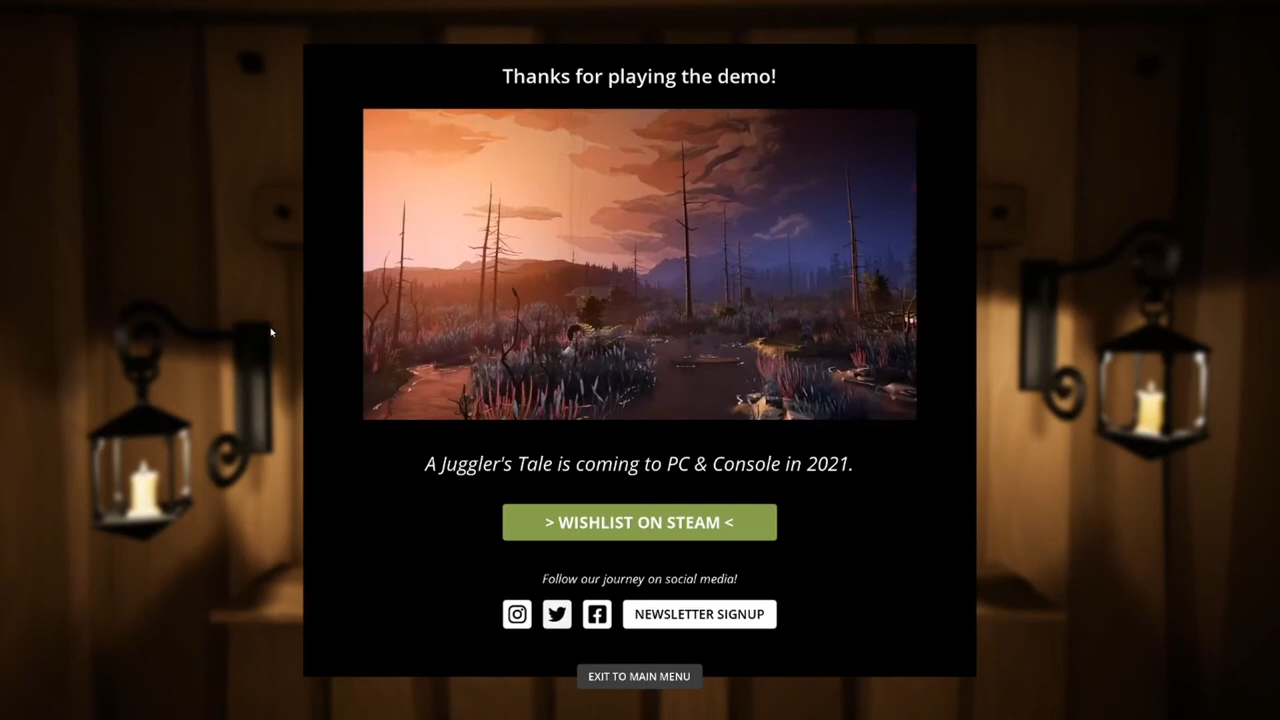 Thanks for playing the demo!
A Juggler's Tale is coming to PC & Console in 2021.
> WISHLIST ON STEAM <
Follow our journey on social media!
NEWSLETTER SIGNUP
EXIT TO MAIN MENU